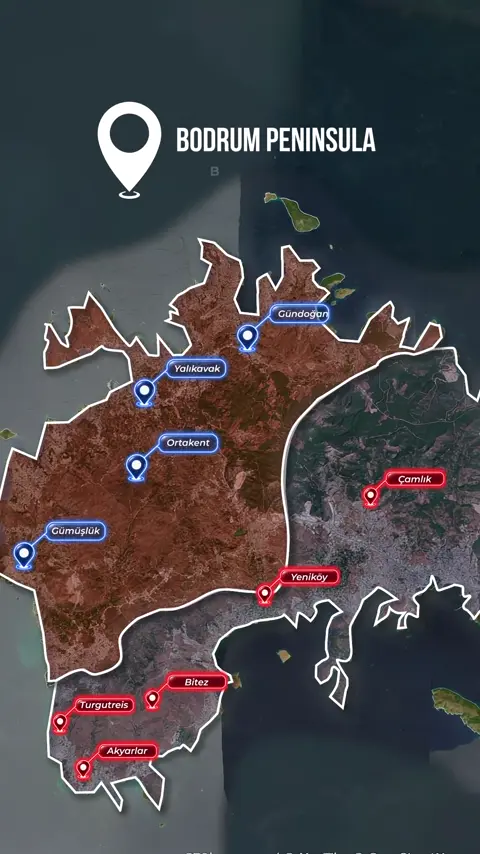 BODRUM PENINSULA
B
Gündoğan
Yalıkavak
Ortakent
Çamlık
Gümüşlük
Yeniköy
Bitez
Turgutreis
Akyarlar